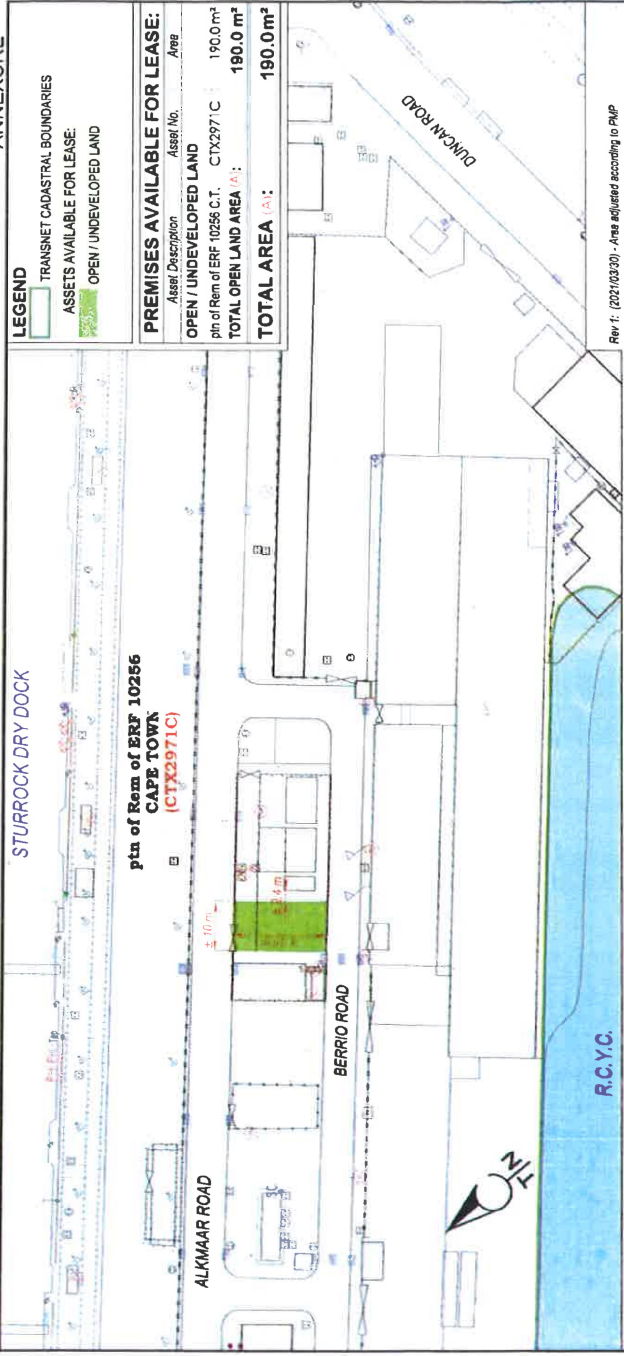 ANNEXURE
LEGEND
TRANSNET CADASTRAL BOUNDARIES
ASSETS AVAILABLE FOR LEASE:
OPEN / UNDEVELOPED LAND
PREMISES AVAILABLE FOR LEASE:
Asset Description Asset No. Area
OPEN / UNDEVELOPED LAND
ptn of Rem of ERF 10256 C.T. CTX2971C 190.0 m²
TOTAL OPEN LAND AREA (A): 190.0 m²
TOTAL AREA (A): 190.0m²
STURROCK DRY DOCK
ptn of Rem of ERF 10256
CAPE TOWN
(CTX2971C)
± 10 m
ALKMAAR ROAD
BERRIO ROAD
DUNCAN ROAD
R.C.Y.C.
Rev 1: (2021/03/30) - Area adjusted according to PMP